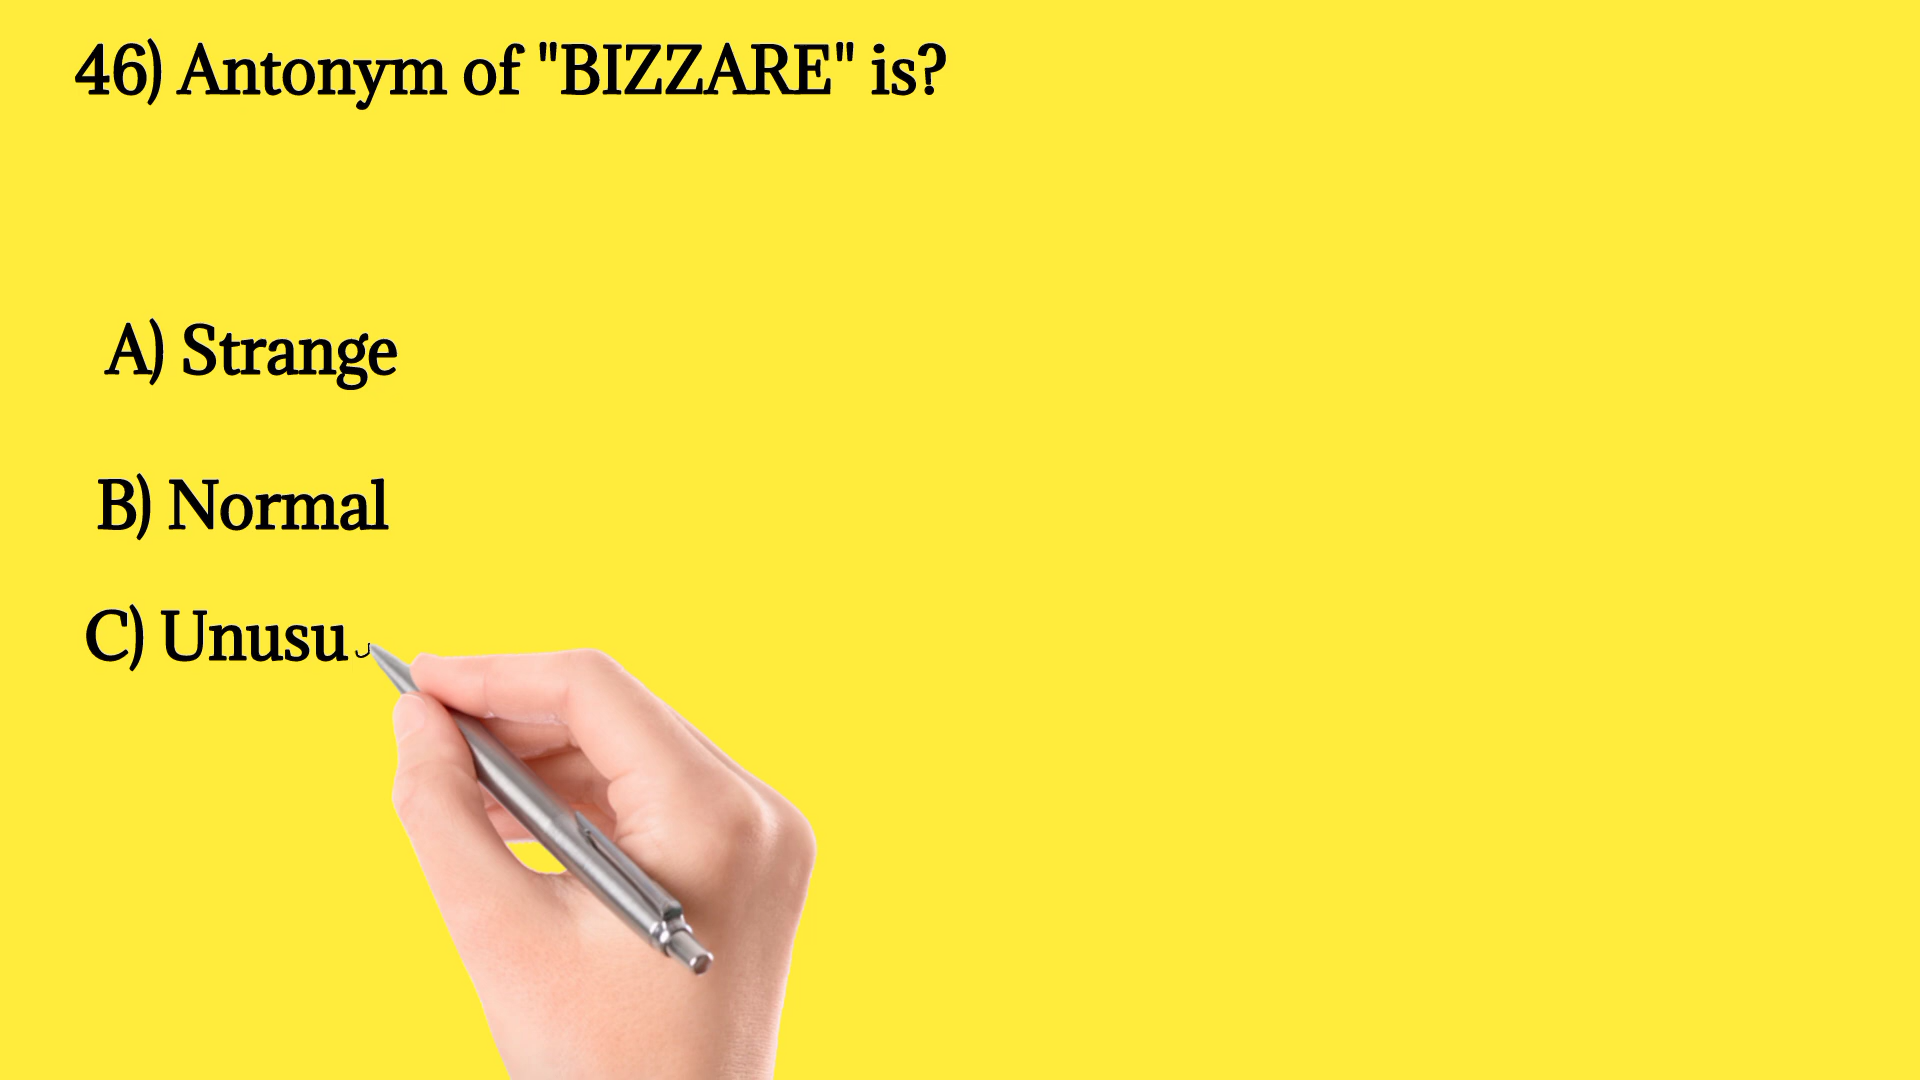 46) Antonym of "BIZZARE" is?
A) Strange
B) Normal
C) Unusu